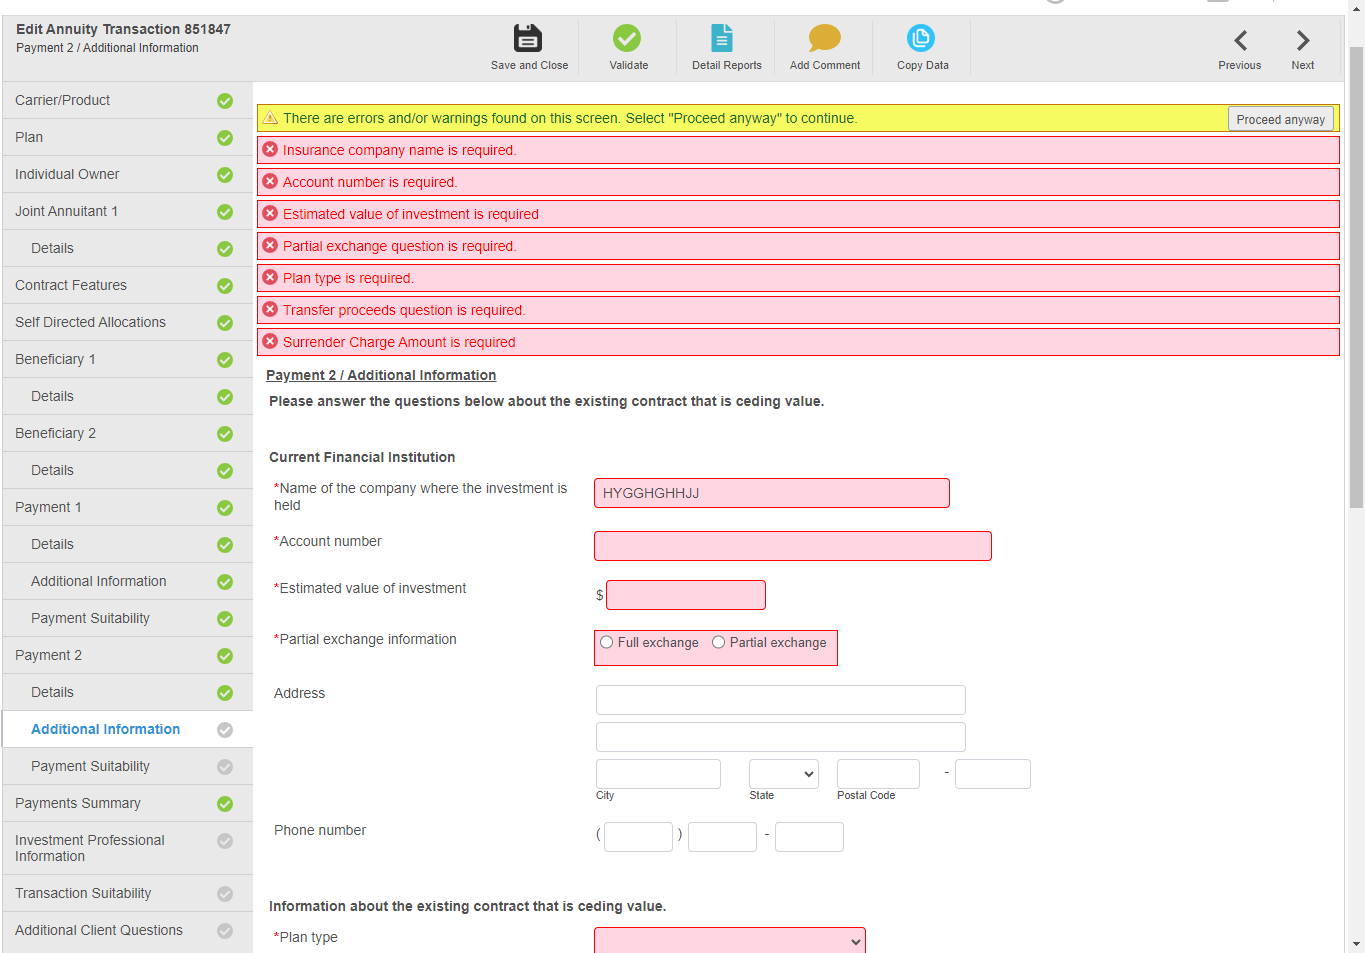 Edit Annuity Transaction 851847
Payment 2 / Additional Information
Save and Close
Validate
Detail Reports
Add Comment
Copy Data
Previous
Next
Carrier/Product
Plan
Individual Owner
Joint Annuitant 1
Details
Contract Features
Self Directed Allocations
Beneficiary 1
Details
Beneficiary 2
Details
Payment 1
Details
Additional Information
Payment Suitability
Payment 2
Details
Additional Information
Payment Suitability
Payments Summary
Investment Professional
Information
Transaction Suitability
Additional Client Questions
There are errors and/or warnings found on this screen. Select "Proceed anyway" to continue.
Proceed anyway
Insurance company name is required.
Account number is required.
Estimated value of investment is required
Partial exchange question is required.
Plan type is required.
Transfer proceeds question is required.
Surrender Charge Amount is required
Payment 2 / Additional Information
Please answer the questions below about the existing contract that is ceding value.
Current Financial Institution
*Name of the company where the investment is
held
HYGGHGHHJJ
*Account number
*Estimated value of investment
$
*Partial exchange information
Full exchange
Partial exchange
Address
City
State
Postal Code
-
Phone number
( ) -
Information about the existing contract that is ceding value.
*Plan type